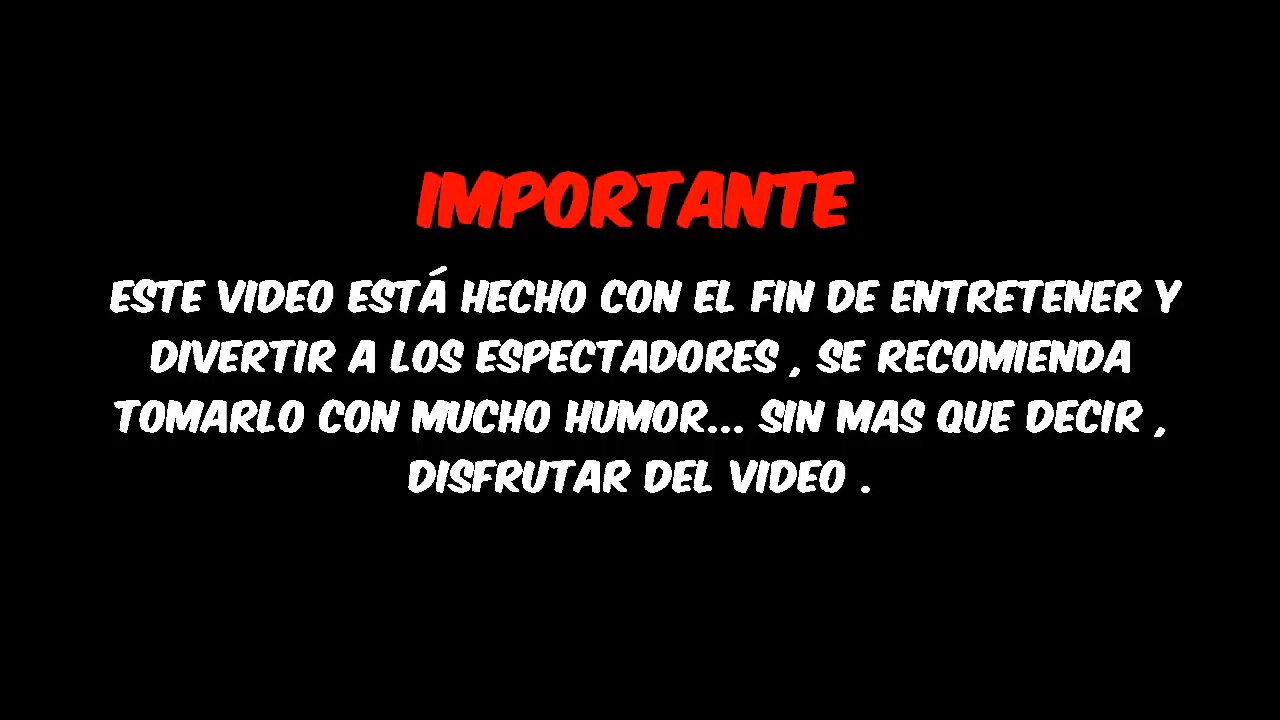 IMPORTANTE
ESTE VIDEO ESTÁ HECHO CON EL FIN DE ENTRETENER Y
DIVERTIR A LOS ESPECTADORES , SE RECOMIENDA
TOMARLO CON MUCHO HUMOR... SIN MAS QUE DECIR ,
DISFRUTAR DEL VIDEO .